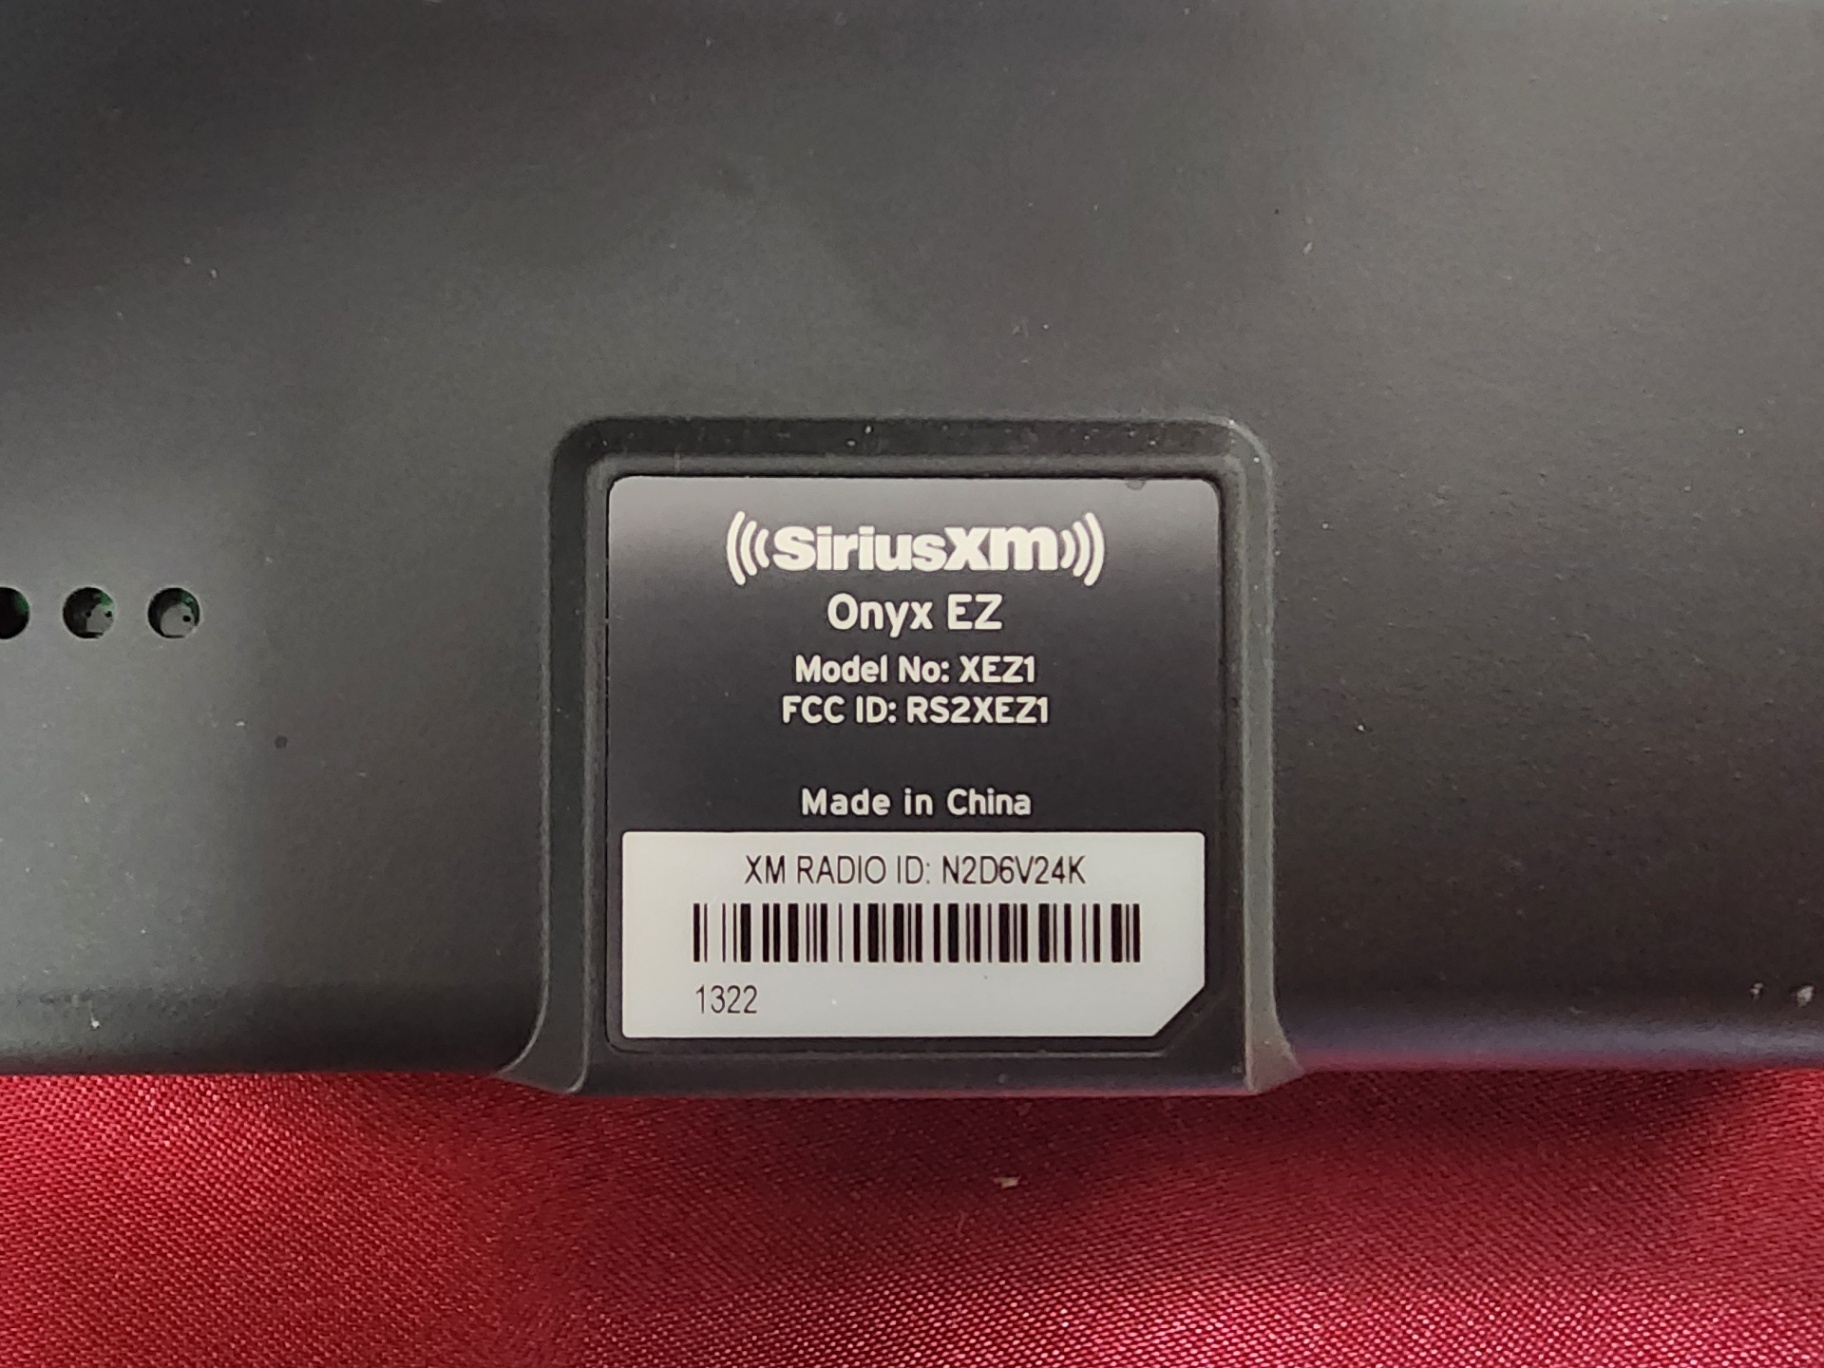 SiriusXM
Onyx EZ
Model No: XEZ1
FCC ID: RS2XEZ1
Made in China
XM RADIO ID: N2D6V24K
1322